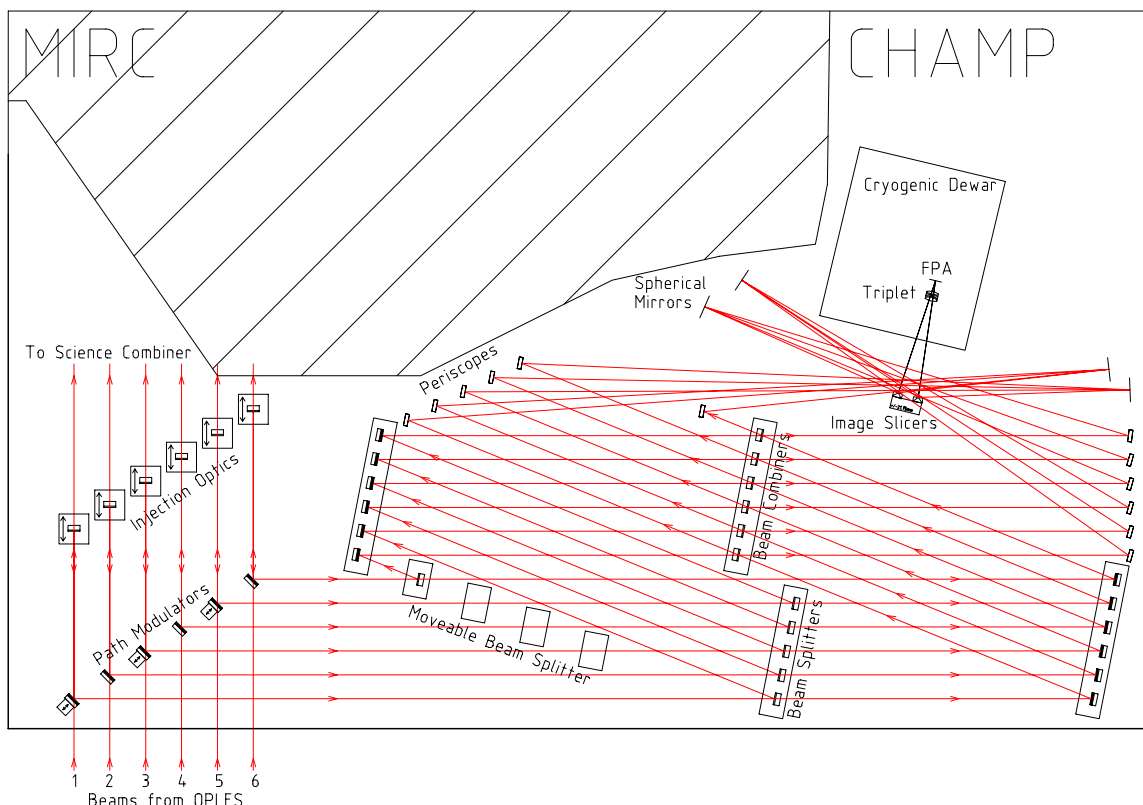 MIRC
CHAMP
Cryogenic Dewar
FPA
Triplet
Spherical
Mirrors
To Science Combiner
Periscopes
Image Slicers
Injection Optics
Beam Combiners
Path Modulators
Moveable Beam Splitter
Beam Splitters
1 2 3 4 5 6
Beams from OPLES